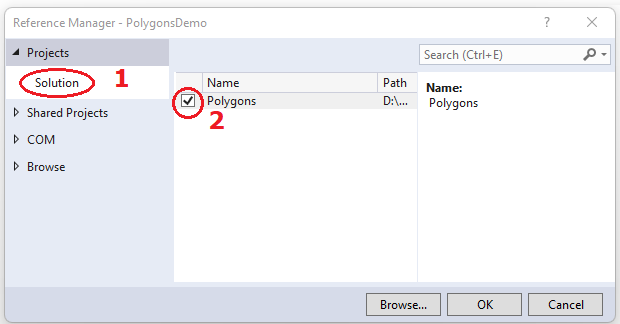 Reference Manager - PolygonsDemo
?
Projects
Solution
1
Shared Projects
COM
Browse
Search (Ctrl+E)
Name Path
Polygons D:\...
2
Name:
Polygons
Browse... OK Cancel